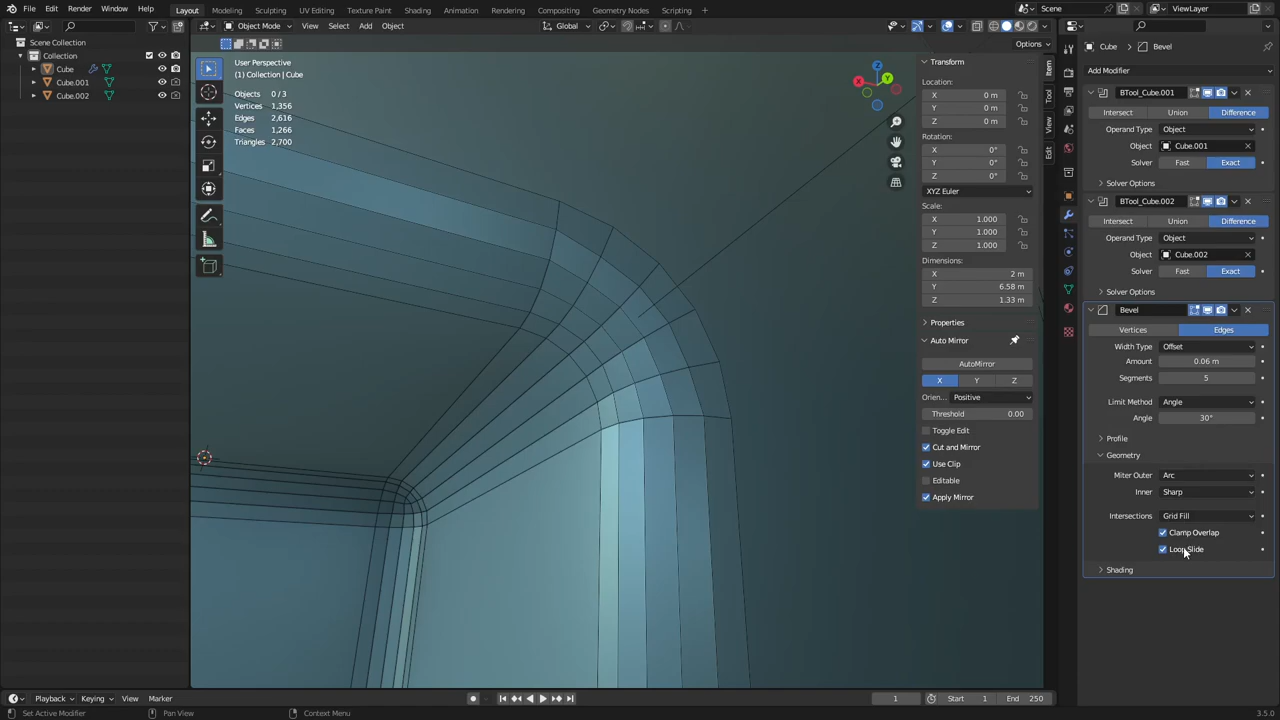 File Edit Render Window Help Layout Modeling Sculpting UV Editing Texture Paint Shading Animation Rendering Compositing Geometry Nodes Scripting + Scene ViewLayer
Object Mode View Select Add Object Global
Options
Scene Collection
Collection
Cube
Cube.001
Cube.002
User Perspective
(1) Collection | Cube
Objects 0/3
Vertices 1,356
Edges 2,616
Faces 1,266
Triangles 2,700
X Y Z
Transform
Location:
X 0 m
Y 0 m
Z 0 m
Rotation:
X 0°
Y 0°
Z 0°
XYZ Euler
Scale:
X 1.000
Y 1.000
Z 1.000
Dimensions:
X 2 m
Y 6.58 m
Z 1.33 m
Properties
Auto Mirror
AutoMirror
X Y Z
Orien... Positive
Threshold 0.00
Toggle Edit
Cut and Mirror
Use Clip
Editable
Apply Mirror
Item
Tool
View
Edit
Cube > Bevel
Add Modifier
BTool_Cube.001
Intersect Union Difference
Operand Type Object
Object Cube.001
Solver Fast Exact
Solver Options
BTool_Cube.002
Intersect Union Difference
Operand Type Object
Object Cube.002
Solver Fast Exact
Solver Options
Bevel
Vertices Edges
Width Type Offset
Amount 0.06 m
Segments 5
Limit Method Angle
Angle 30°
Profile
Geometry
Miter Outer Arc
Inner Sharp
Intersections Grid Fill
Clamp Overlap
Loop Slide
Shading
Playback Keying View Marker 1 Start 1 End 250
Set Active Modifier Pan View Context Menu 3.5.0